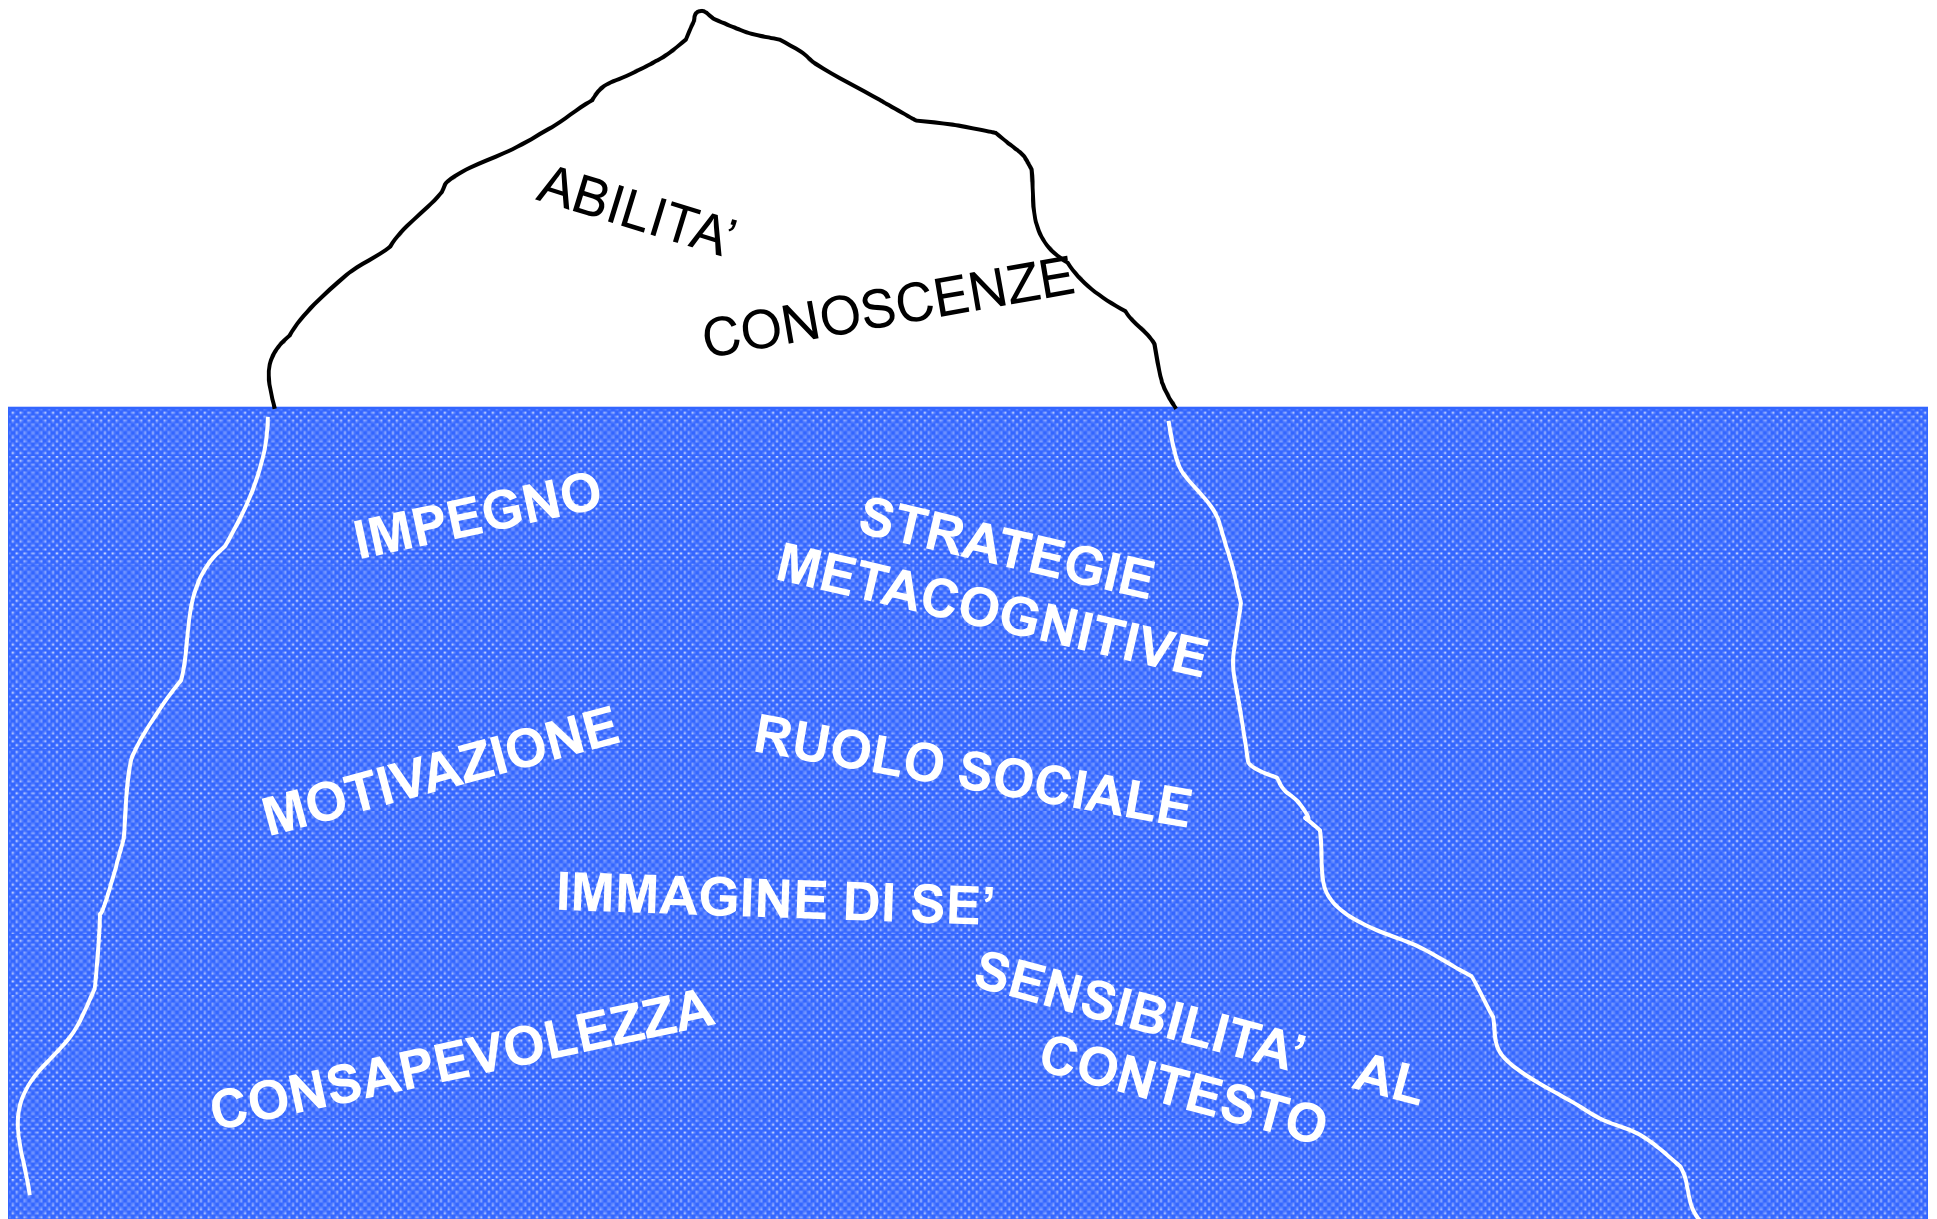 ABILITA’
CONOSCENZE
IMPEGNO
STRATEGIE
METACOGNITIVE
MOTIVAZIONE
RUOLO SOCIALE
IMMAGINE DI SE’
SENSIBILITA’ AL
CONTESTO
CONSAPEVOLEZZA